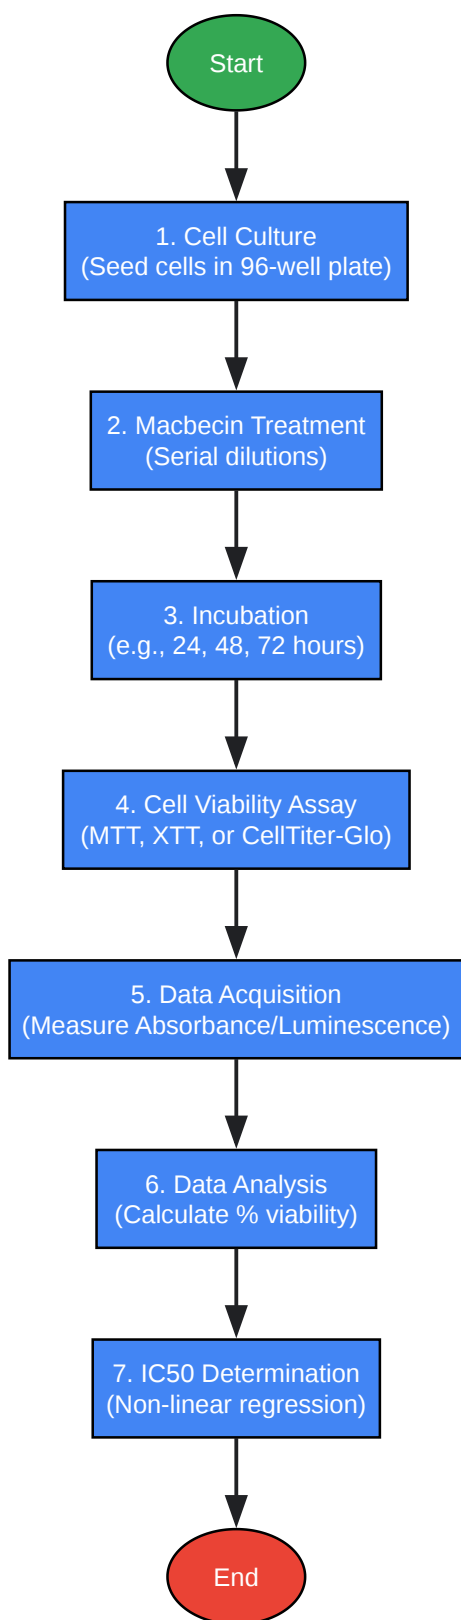 Start
1. Cell Culture
(Seed cells in 96-well plate)
2. Macbecin Treatment
(Serial dilutions)
3. Incubation
(e.g., 24, 48, 72 hours)
4. Cell Viability Assay
(MTT, XTT, or CellTiter-Glo)
5. Data Acquisition
(Measure Absorbance/Luminescence)
6. Data Analysis
(Calculate % viability)
7. IC50 Determination
(Non-linear regression)
End